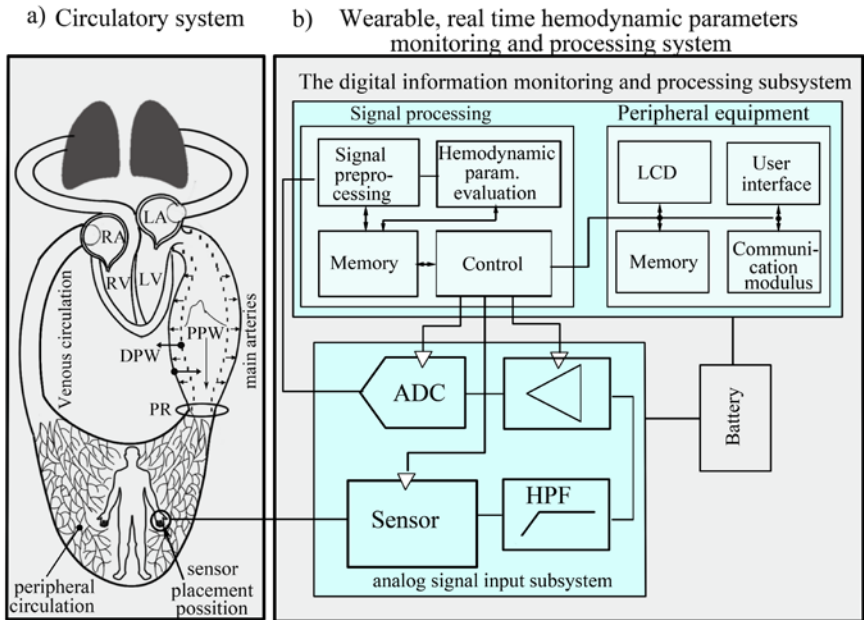 a) Circulatory system
b) Wearable, real time hemodynamic parameters
monitoring and processing system
LA
RA
RV
LV
Venous circulation
PPW
DPW
main arteries
PR
peripheral
circulation
sensor
placement
possition
The digital information monitoring and processing subsystem
Signal processing
Signal
prepro-
cessing
Hemodynamic
param.
evaluation
Memory
Control
Peripheral equipment
LCD
User
interface
Memory
Communi-
cation
modulus
ADC
Sensor
HPF
analog signal input subsystem
Battery